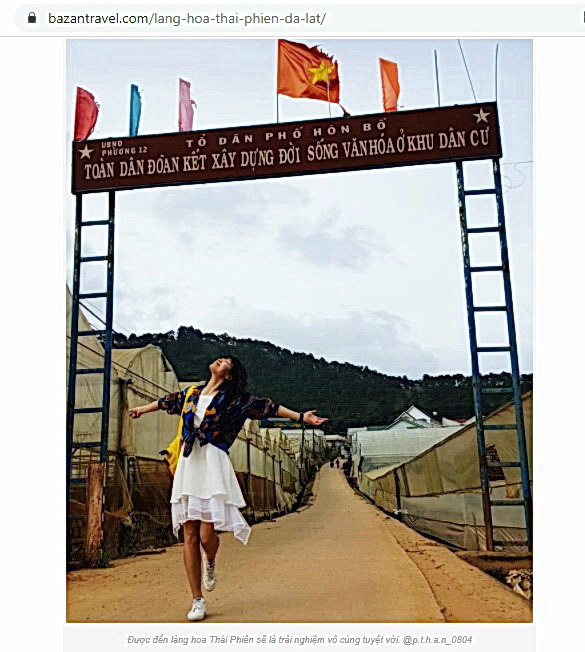 bazantravel.com/lang-hoa-thai-phien-da-lat/
UBND
PHƯỜNG 12
TỔ DÂN PHỐ HÒN BỒ
TOÀN DÂN ĐOÀN KẾT XÂY DỰNG ĐỜI SỐNG VĂN HÓA Ở KHU DÂN CƯ
Được đến làng hoa Thái Phiên sẽ là trải nghiệm vô cùng tuyệt vời. @p.t.h.a.n_0804